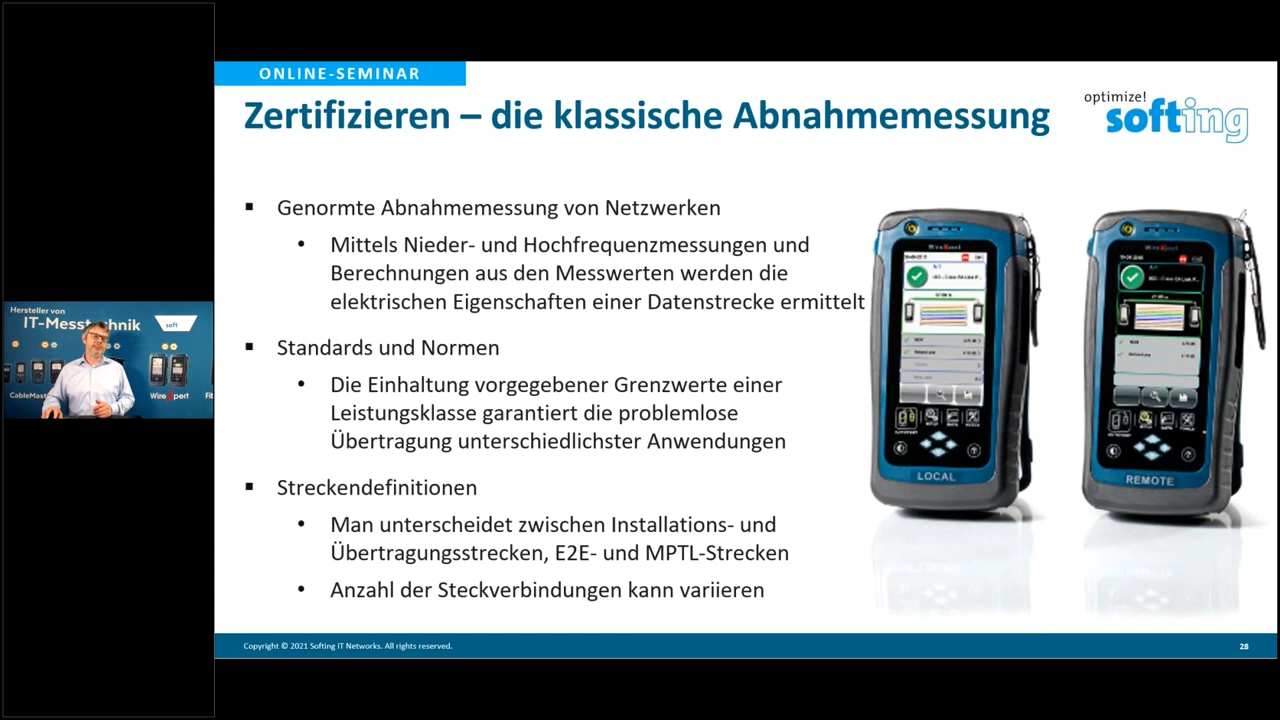 ONLINE-SEMINAR
Zertifizieren – die klassische Abnahmemessung
optimize!
softing
▪ Genormte Abnahmemessung von Netzwerken
• Mittels Nieder- und Hochfrequenzmessungen und
Berechnungen aus den Messwerten werden die
elektrischen Eigenschaften einer Datenstrecke ermittelt
▪ Standards und Normen
• Die Einhaltung vorgegebener Grenzwerte einer
Leistungsklasse garantiert die problemlose
Übertragung unterschiedlichster Anwendungen
▪ Streckendefinitionen
• Man unterscheidet zwischen Installations- und
Übertragungsstrecken, E2E- und MPTL-Strecken
• Anzahl der Steckverbindungen kann variieren
WireXpert
LOCAL
WireXpert
REMOTE
Hersteller von
IT-Messtechnik
soft
WireXpert
Copyright © 2021 Softing IT Networks. All rights reserved.
28